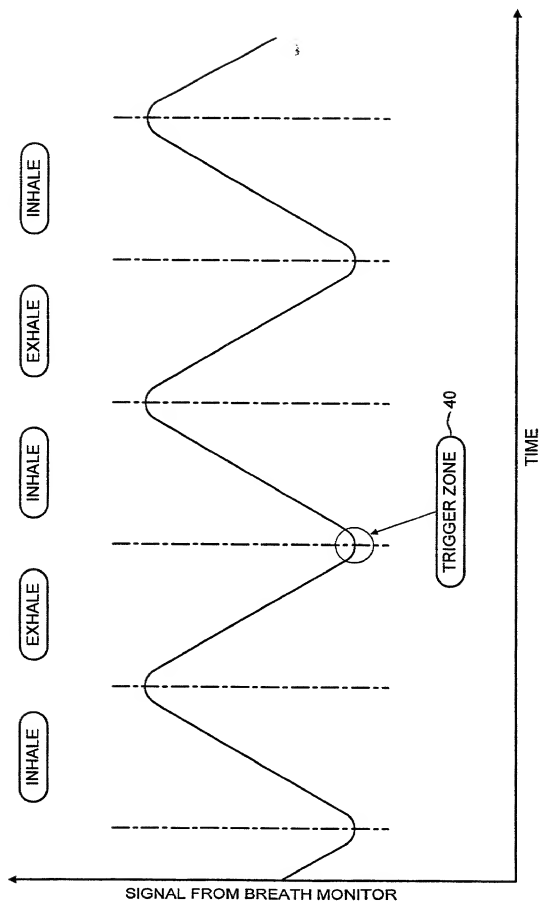 INHALE
EXHALE
INHALE
EXHALE
INHALE
TRIGGER ZONE
40
TIME
SIGNAL FROM BREATH MONITOR